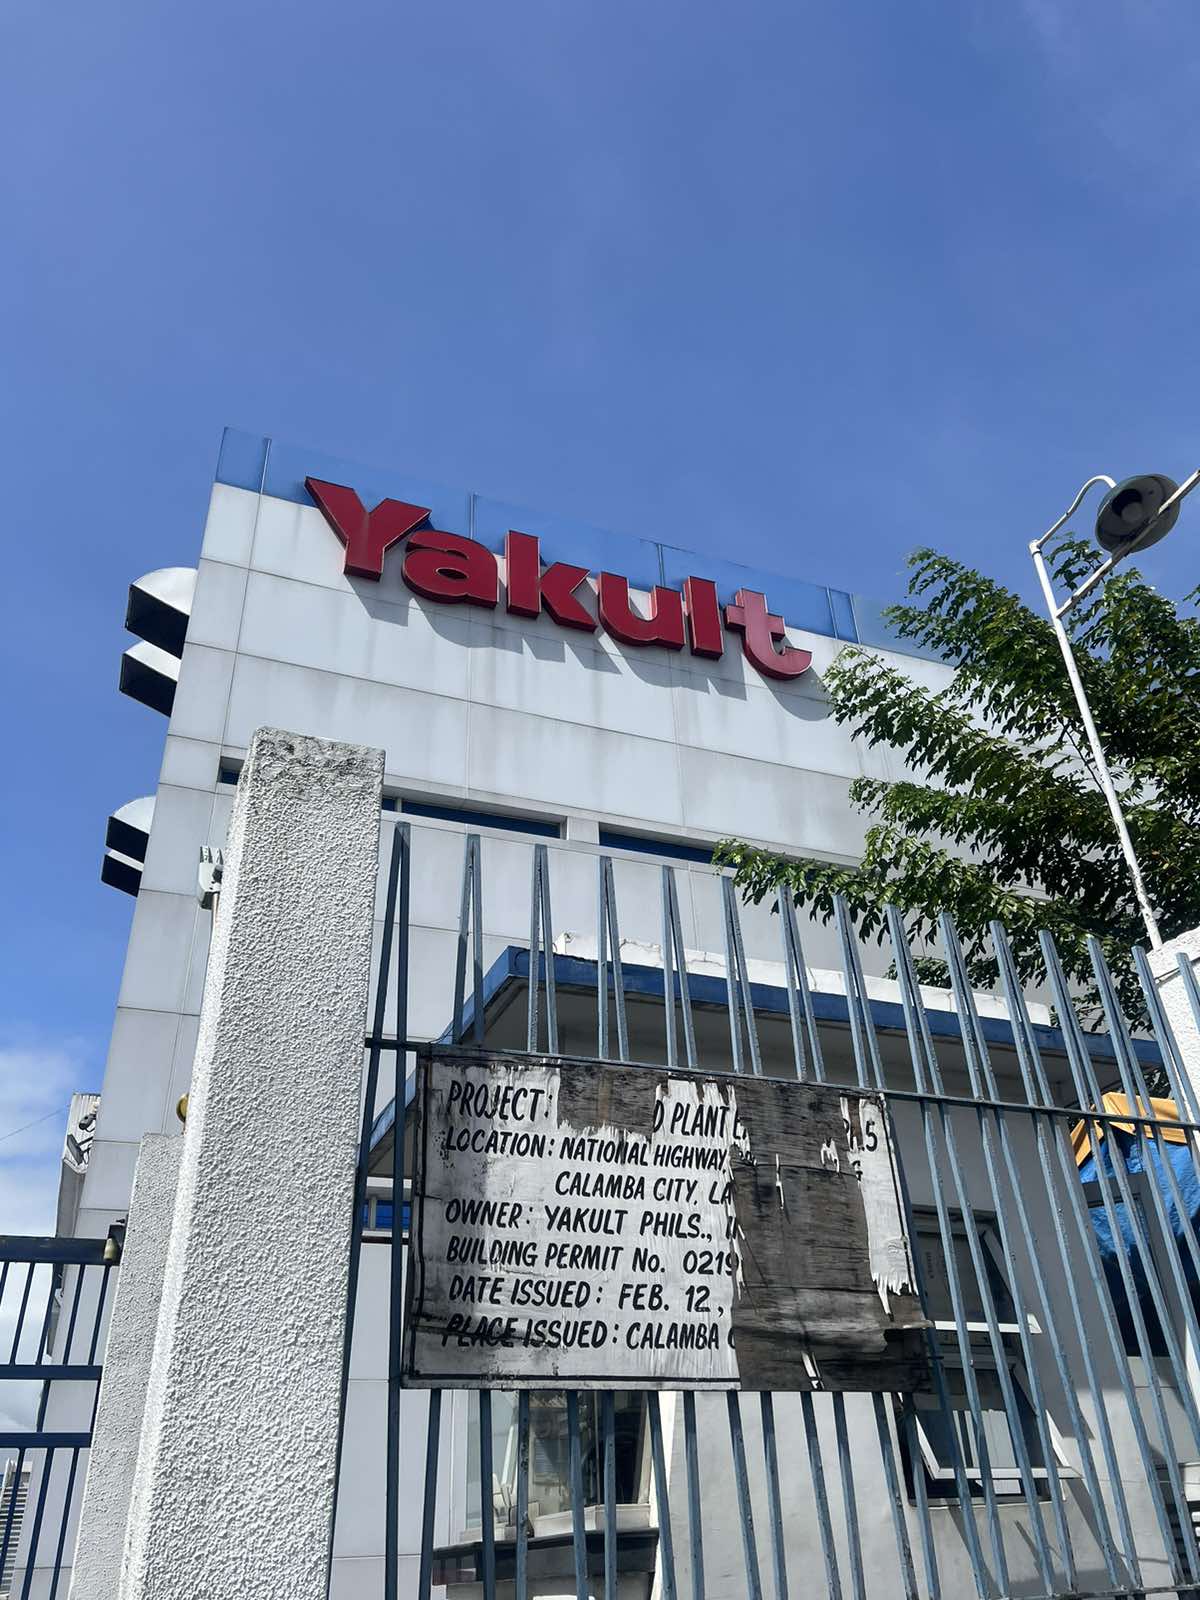 Yakult
PROJECT: PLANT
LOCATION: NATIONAL HIGHWAY,
CALAMBA CITY,
OWNER: YAKULT PHILS.,
BUILDING PERMIT No. 0219
DATE ISSUED: FEB. 12,
PLACE ISSUED: CALAMBA